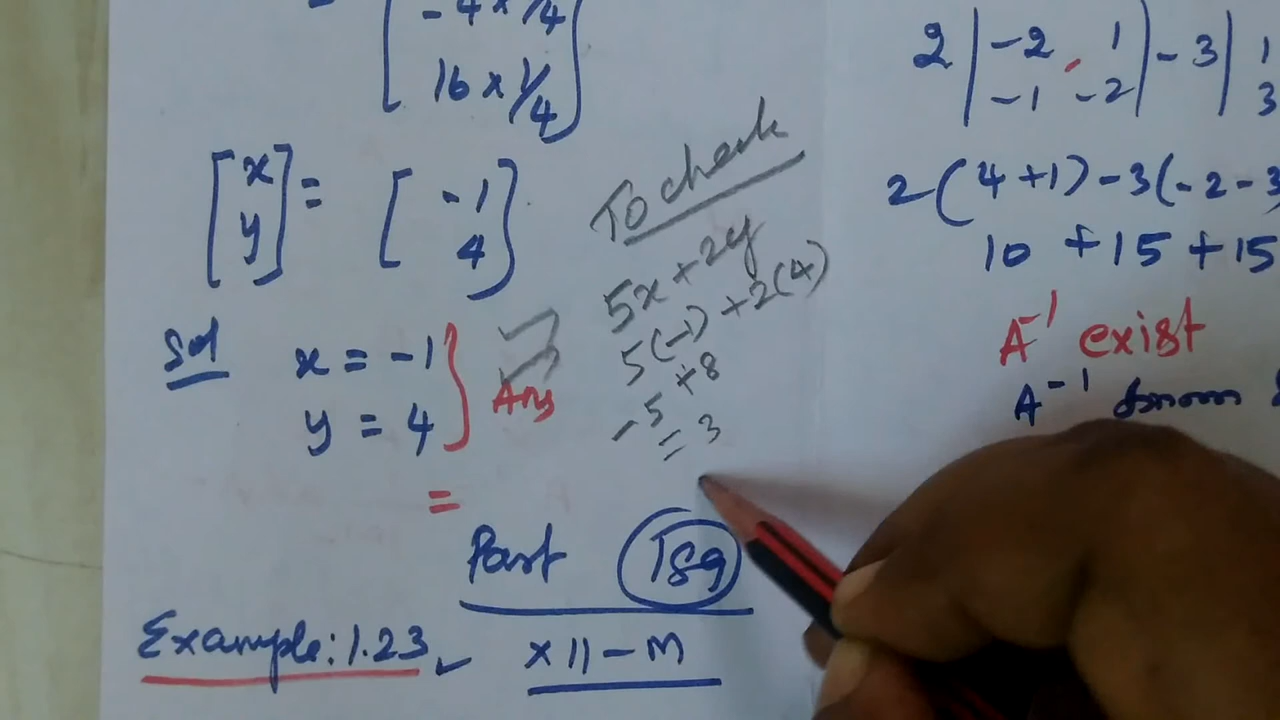 -4 x 1/4
16 x 1/4
[x y] = [-1 4]
Sol x = -1
y = 4
Ans
=
To check
5x + 2y
5(-1) + 2(4)
-5 + 8
= 3
Part
Example: 1.23 ✓ XII - M
2 | -2 1 | - 3 | 1
-1 -2 3
2(4+1) - 3(-2-3)
10 + 15 + 15
A⁻¹ exist
A⁻¹